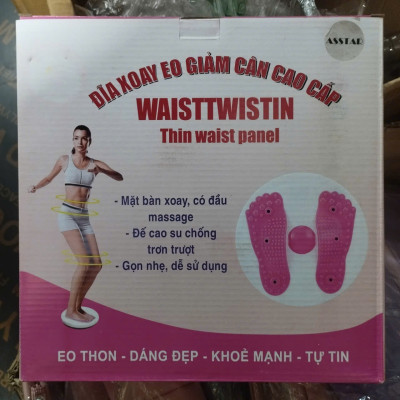 ASSTAR
ĐĨA XOAY EO GIẢM CÂN CAO CẤP
WAISTTWISTIN
Thin waist panel
- Mặt bàn xoay, có đầu
massage
- Đế cao su chống
trơn trượt
- Gọn nhẹ, dễ sử dụng
EO THON - DÁNG ĐẸP - KHOẺ MẠNH - TỰ TIN